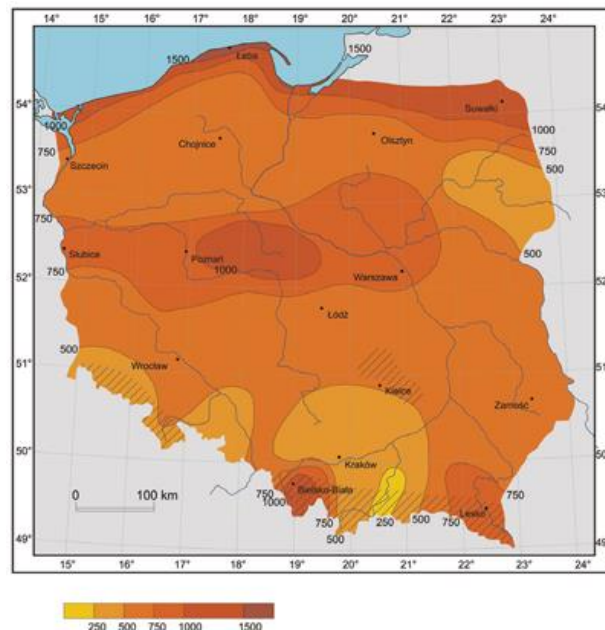 14° 15° 16° 17° 18° 19° 20° 21° 22° 23° 24°
1500
1500
Łeba
54°
54°
1000
Suwałki
1000
Chojnice
Olsztyn
750
750
Szczecin
500
53°
53°
750
500
Słubice
Poznań
Warszawa
52°
750
1000
52°
Łódź
500
Wrocław
51°
51°
Kielce
Zamość
50°
50°
Kraków
0 100 km
750
Bielsko-Biała
750
1000
Lesko
750
250
500
750
500
49°
49
15° 16° 17° 18° 19° 20° 21° 22° 23°
250 500 750 1000 1500